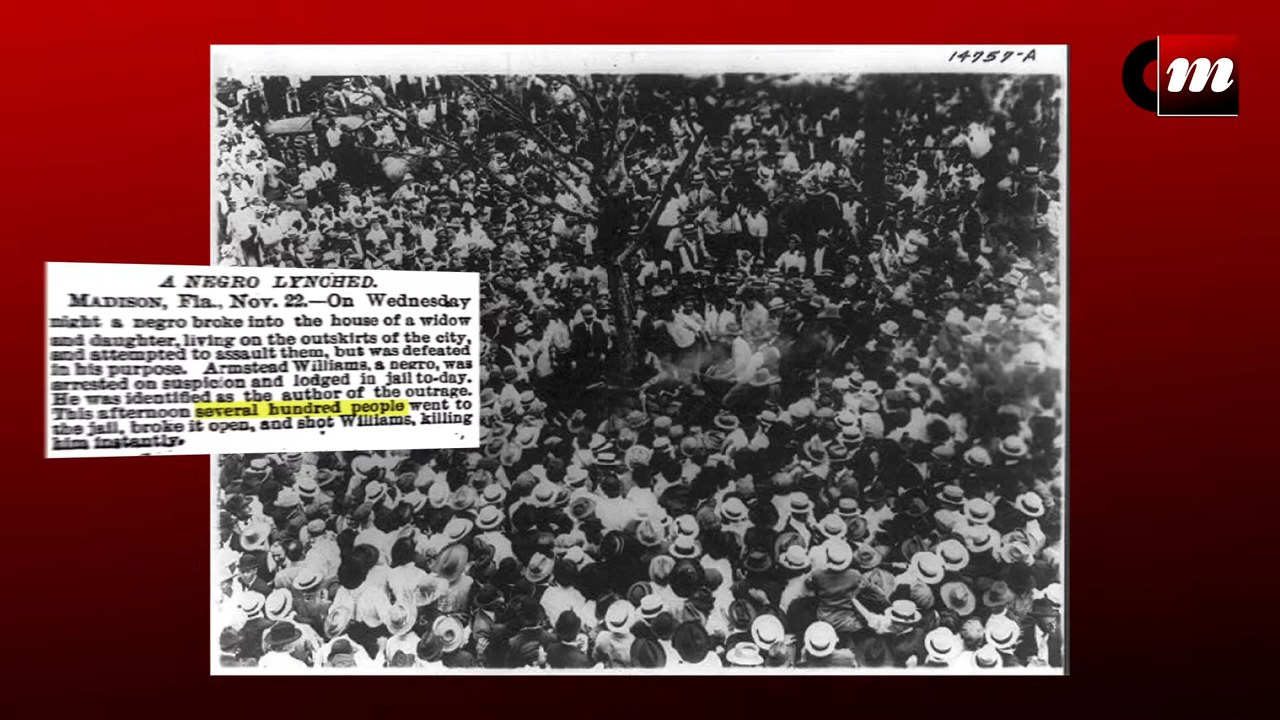 14757-A
m
A NEGRO LYNCHED.
MADISON, Fla., Nov. 22.—On Wednesday
night a negro broke into the house of a widow
and daughter, living on the outskirts of the city,
and attempted to assault them, but was defeated
in his purpose. Armstead Williams, a negro, was
arrested on suspicion and lodged in jail to-day.
He was identified as the author of the outrage.
This afternoon several hundred people went to
the jail, broke it open, and shot Williams, killing
him instantly.